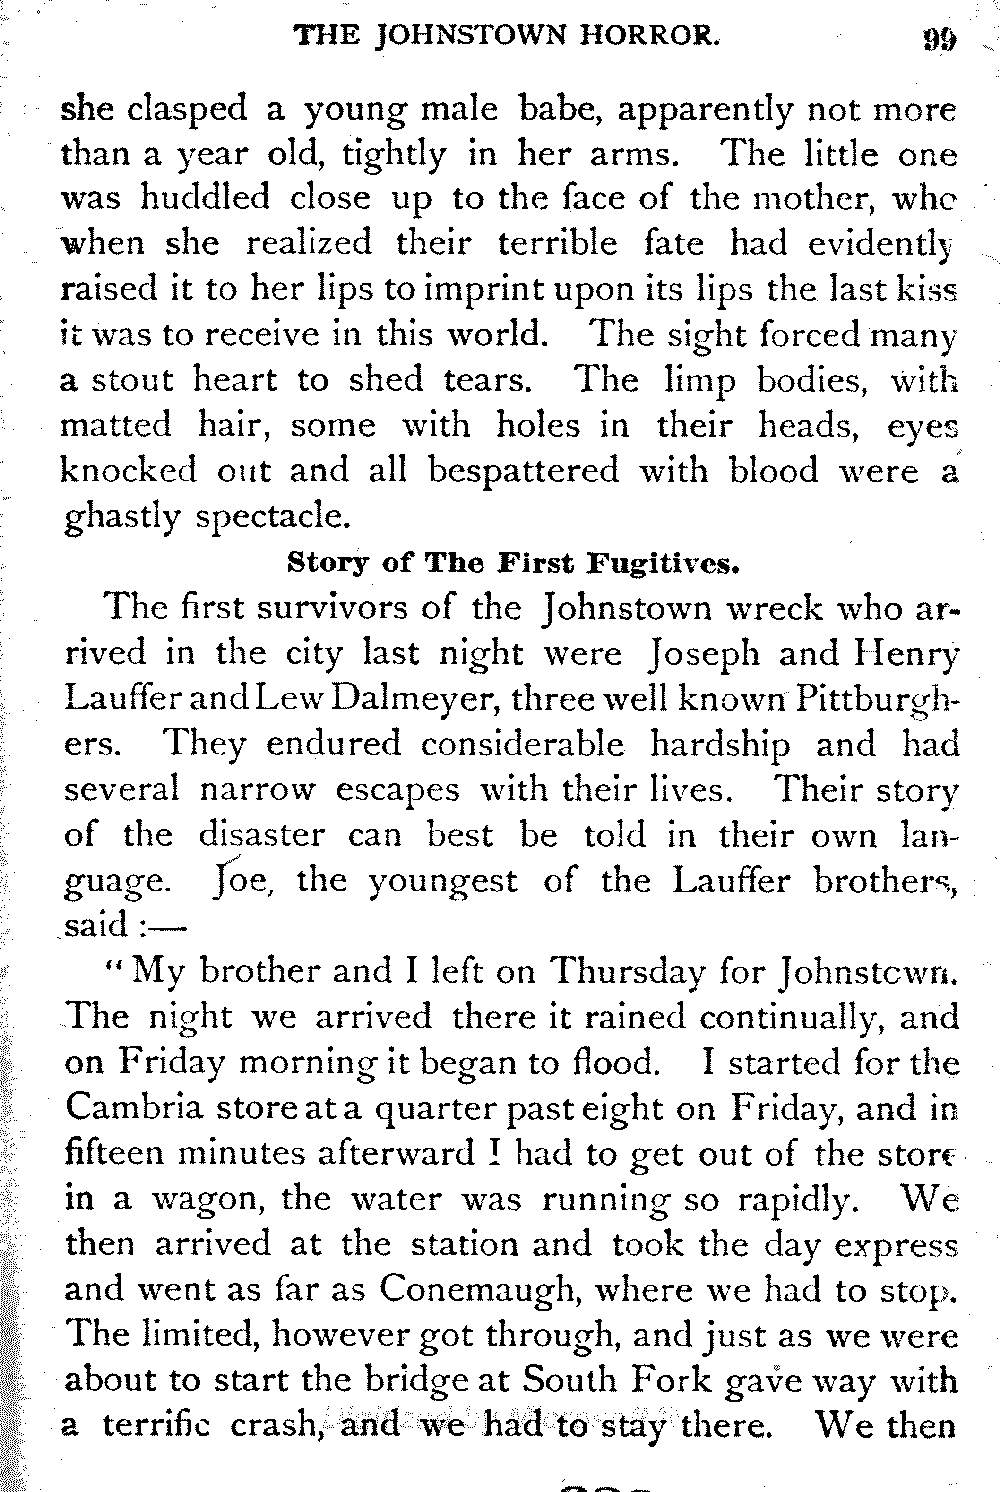 THE JOHNSTOWN HORROR. 99
she clasped a young male babe, apparently not more
than a year old, tightly in her arms. The little one
was huddled close up to the face of the mother, who
when she realized their terrible fate had evidently
raised it to her lips to imprint upon its lips the last kiss
it was to receive in this world. The sight forced many
a stout heart to shed tears. The limp bodies, with
matted hair, some with holes in their heads, eyes
knocked out and all bespattered with blood were a
ghastly spectacle.
Story of The First Fugitives.
The first survivors of the Johnstown wreck who ar-
rived in the city last night were Joseph and Henry
Lauffer and Lew Dalmeyer, three well known Pittburgh-
ers. They endured considerable hardship and had
several narrow escapes with their lives. Their story
of the disaster can best be told in their own lan-
guage. Joe, the youngest of the Lauffer brothers,
said :—
"My brother and I left on Thursday for Johnstown.
The night we arrived there it rained continually, and
on Friday morning it began to flood. I started for the
Cambria store at a quarter past eight on Friday, and in
fifteen minutes afterward I had to get out of the store
in a wagon, the water was running so rapidly. We
then arrived at the station and took the day express
and went as far as Conemaugh, where we had to stop.
The limited, however got through, and just as we were
about to start the bridge at South Fork gave way with
a terrific crash, and we had to stay there. We then